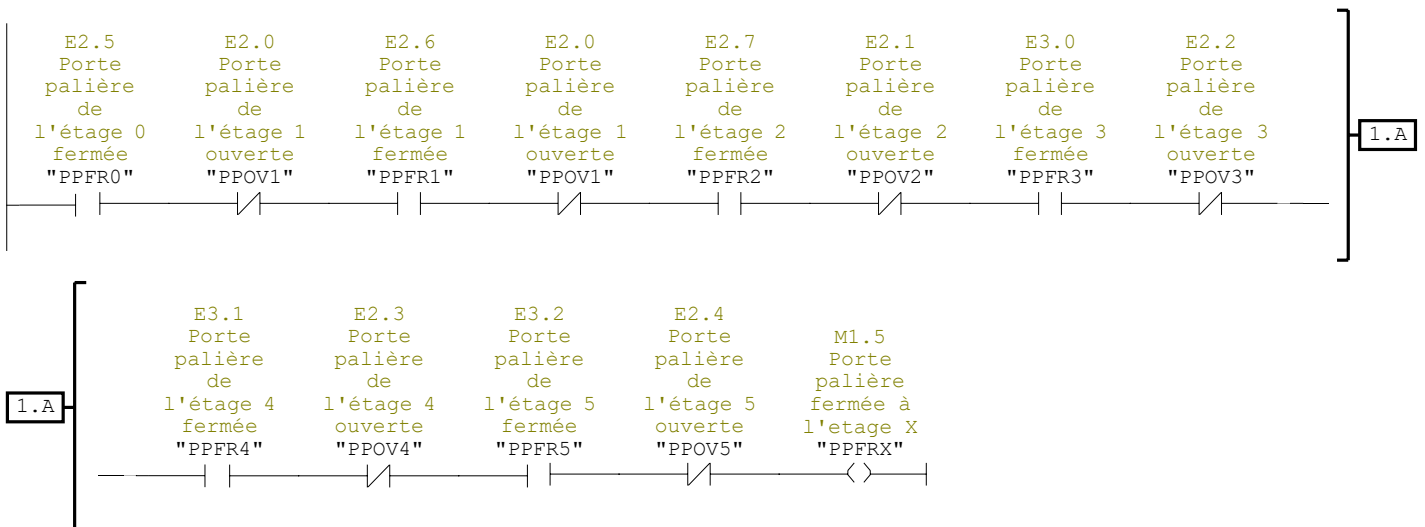 E2.5 E2.0 E2.6 E2.0 E2.7 E2.1 E3.0 E2.2
Porte Porte Porte Porte Porte Porte Porte Porte
palière palière palière palière palière palière palière palière
de de de de de de de de
l'étage 0 l'étage 1 l'étage 1 l'étage 1 l'étage 2 l'étage 2 l'étage 3 l'étage 3
fermée ouverte fermée ouverte fermée ouverte fermée ouverte
"PPFR0" "PPOV1" "PPFR1" "PPOV1" "PPFR2" "PPOV2" "PPFR3" "PPOV3"
1.A
1.A
E3.1 E2.3 E3.2 E2.4
Porte Porte Porte Porte M1.5
palière palière palière palière Porte
de de de de palière
l'étage 4 l'étage 4 l'étage 5 l'étage 5 fermée à
fermée ouverte fermée ouverte l'etage X
"PPFR4" "PPOV4" "PPFR5" "PPOV5" "PPFRX"